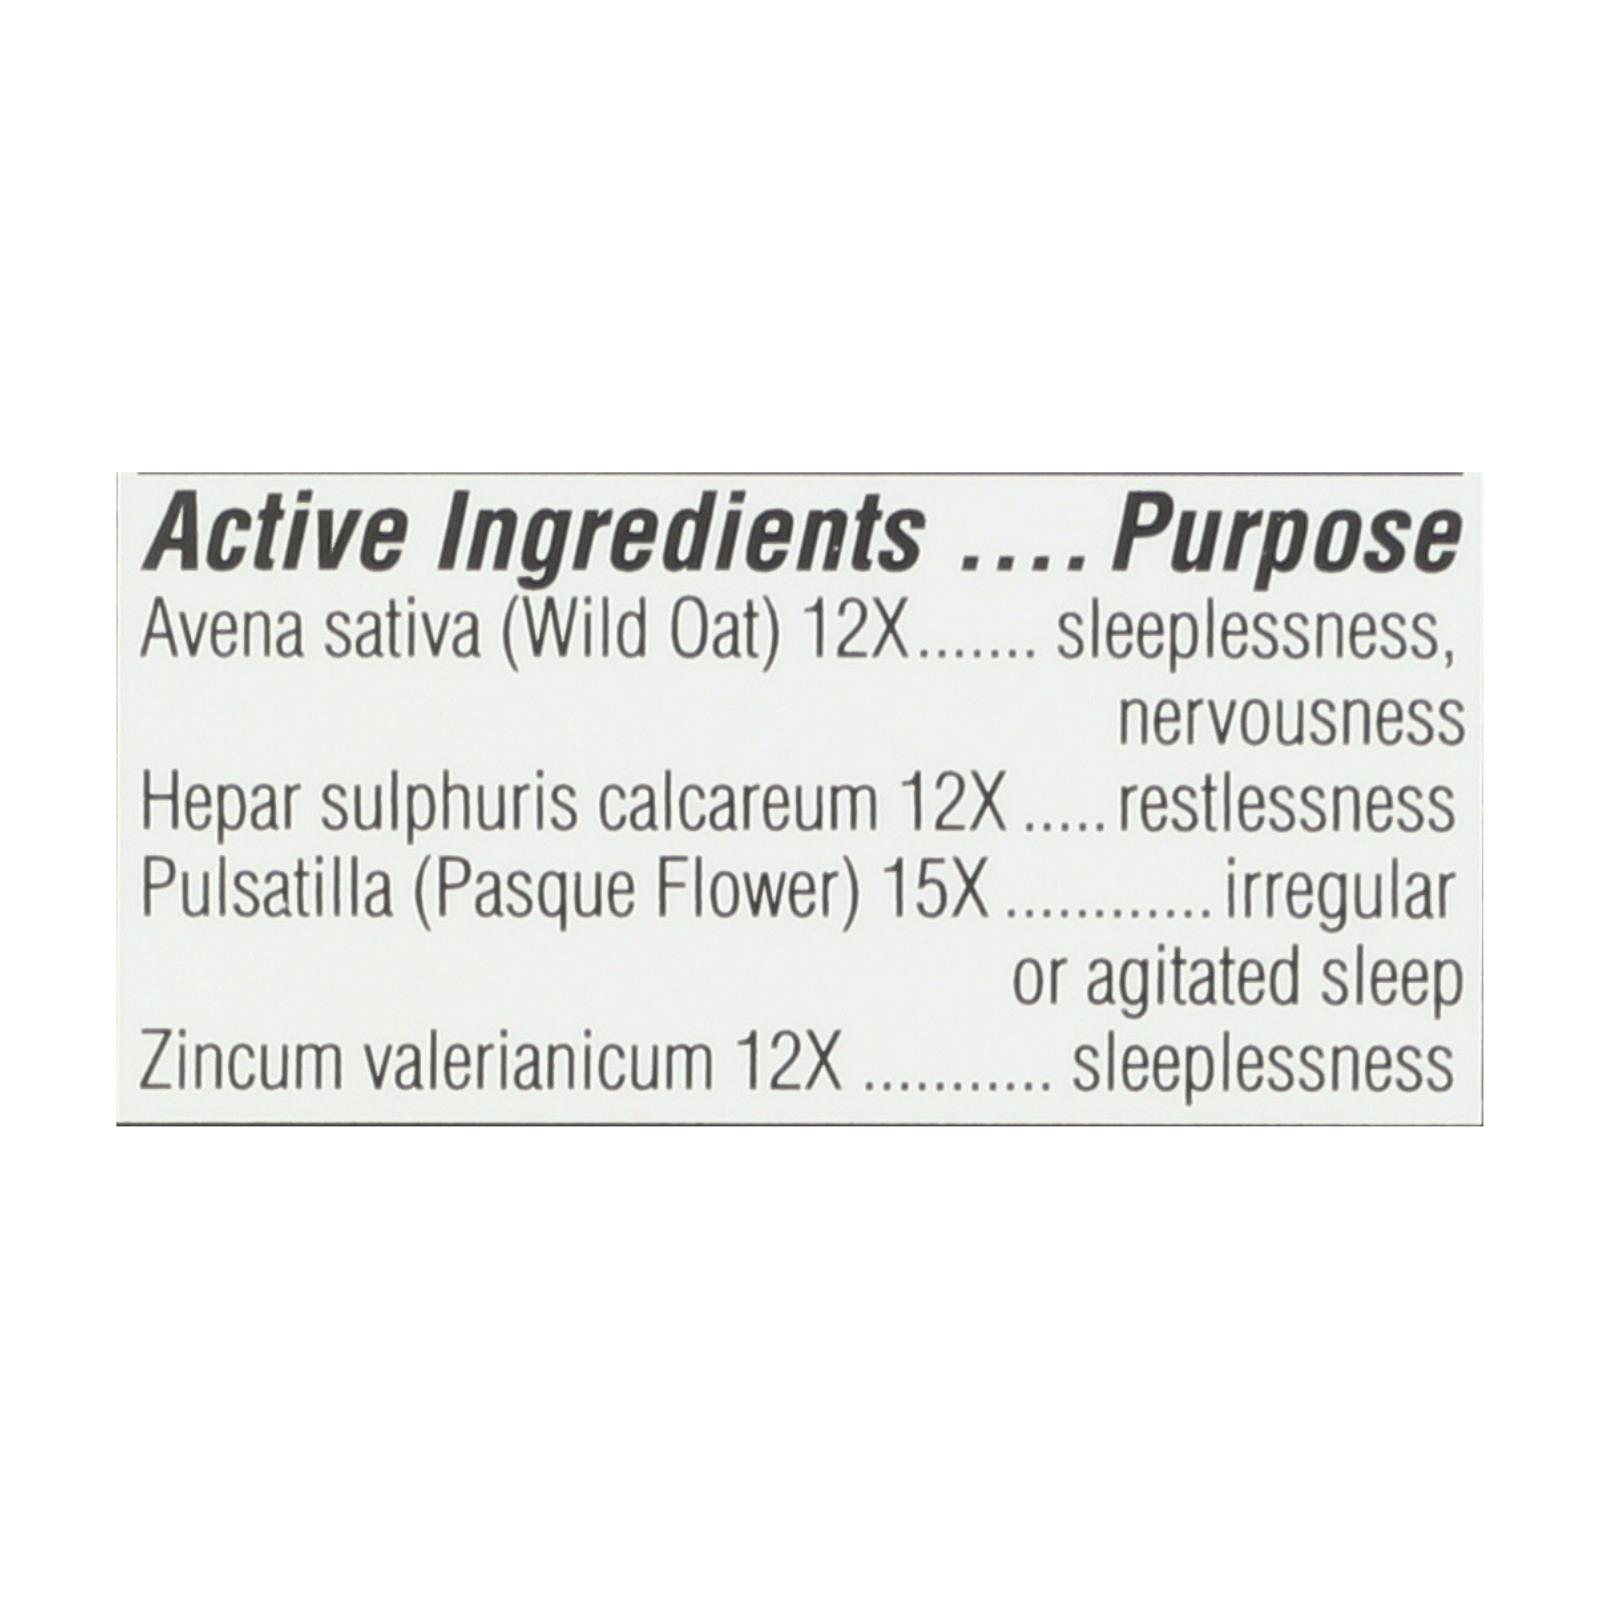 Active Ingredients .... Purpose
Avena sativa (Wild Oat) 12X....... sleeplessness,
nervousness
Hepar sulphuris calcareum 12X ..... restlessness
Pulsatilla (Pasque Flower) 15X ............ irregular
or agitated sleep
Zincum valerianicum 12X ........... sleeplessness